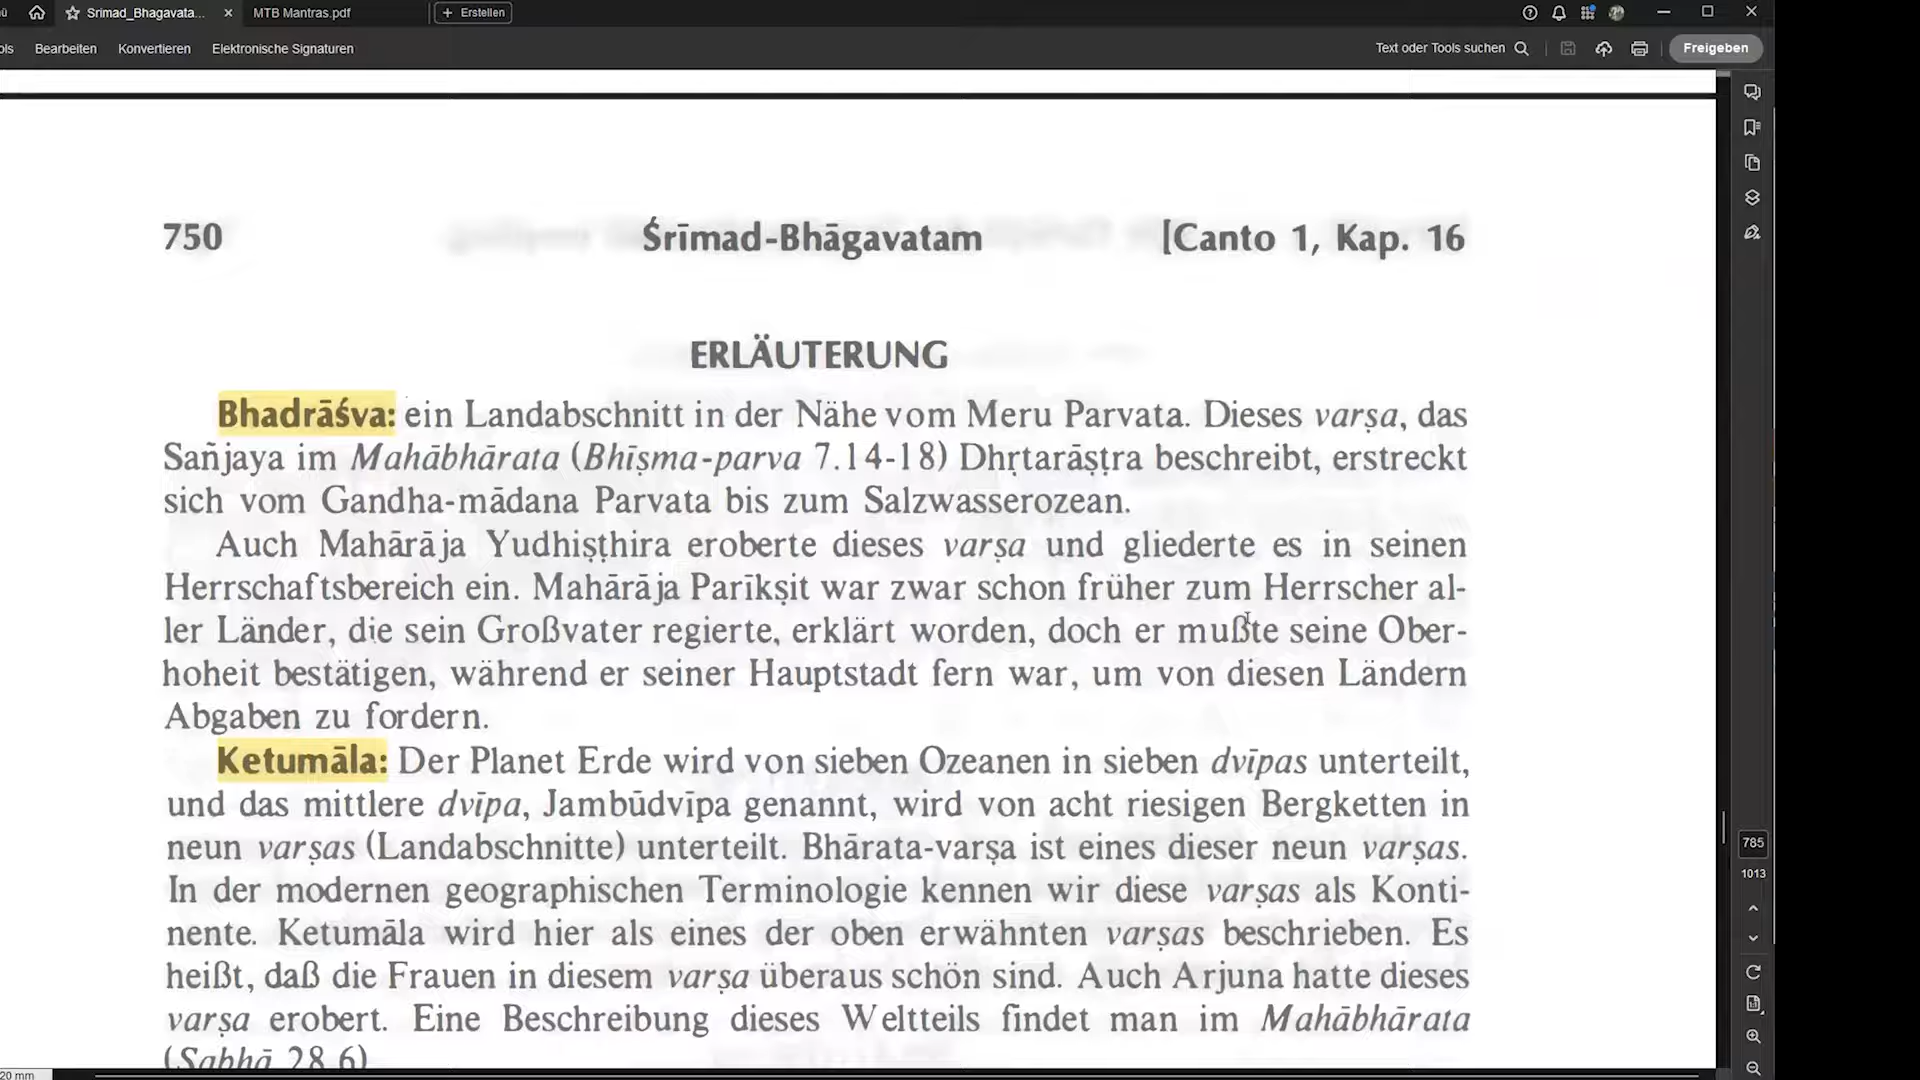 Srimad_Bhagavata...
MTB Mantras.pdf
Erstellen
Bearbeiten
Konvertieren
Elektronische Signaturen
Text oder Tools suchen
Freigeben
750
Śrīmad-Bhāgavatam
[Canto 1, Kap. 16
ERLÄUTERUNG
Bhadrāśva: ein Landabschnitt in der Nähe vom Meru Parvata. Dieses varṣa, das
Sañjaya im Mahābhārata (Bhīṣma-parva 7.14-18) Dhṛtarāṣṭra beschreibt, erstreckt
sich vom Gandha-mādana Parvata bis zum Salzwasserozean.
Auch Mahārāja Yudhiṣṭhira eroberte dieses varṣa und gliederte es in seinen
Herrschaftsbereich ein. Mahārāja Parīkṣit war zwar schon früher zum Herrscher al-
ler Länder, die sein Großvater regierte, erklärt worden, doch er mußte seine Ober-
hoheit bestätigen, während er seiner Hauptstadt fern war, um von diesen Ländern
Abgaben zu fordern.
Ketumāla: Der Planet Erde wird von sieben Ozeanen in sieben dvīpas unterteilt,
und das mittlere dvīpa, Jambūdvīpa genannt, wird von acht riesigen Bergketten in
neun varṣas (Landabschnitte) unterteilt. Bhārata-varṣa ist eines dieser neun varṣas.
In der modernen geographischen Terminologie kennen wir diese varṣas als Konti-
nente. Ketumāla wird hier als eines der oben erwähnten varṣas beschrieben. Es
heißt, daß die Frauen in diesem varṣa überaus schön sind. Auch Arjuna hatte dieses
varṣa erobert. Eine Beschreibung dieses Weltteils findet man im Mahābhārata
(Sabhā 28.6)
785
1013
20 mm